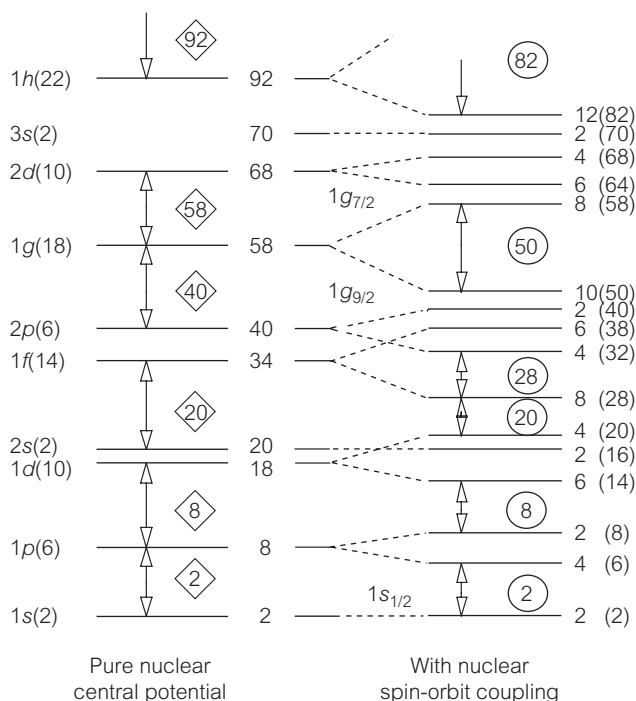 92
82
1h(22) 92
12(82)
3s(2) 70
2 (70)
4 (68)
2d(10) 68
6 (64)
1g7/2
8 (58)
58
1g(18) 58
50
40
1g9/2
10(50)
2 (40)
2p(6) 40
6 (38)
4 (32)
1f(14) 34
28
8 (28)
20
20
4 (20)
2s(2) 20
2 (16)
1d(10) 18
6 (14)
8
8
2 (8)
1p(6) 8
4 (6)
2
1s1/2
2
1s(2) 2
2 (2)
Pure nuclear
central potential
With nuclear
spin-orbit coupling